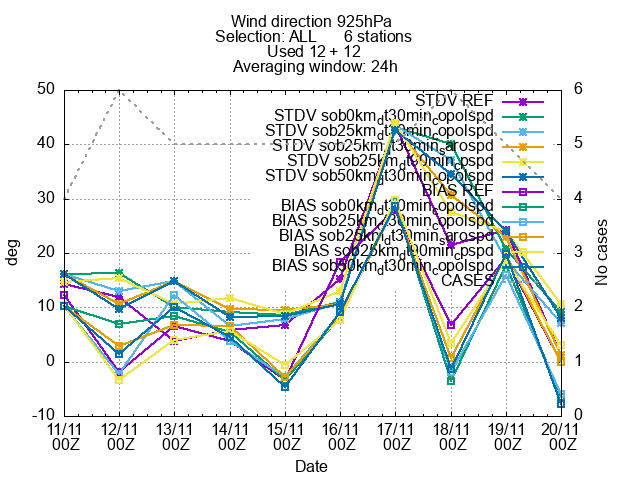 Wind direction 925hPa
Selection: ALL 6 stations
Used 12 + 12
Averaging window: 24h
50
40
30
20
10
0
-10
deg
6
5
4
3
2
1
0
No cases
STDV REF
STDV sob0km_dt30min_copolspd
STDV sob25km_dt30min_copolspd
STDV sob25km_dt30min_sarospd
STDV sob25km_dt90min_cpspd
STDV sob50km_dt30min_copolspd
BIAS REF
BIAS sob0km_dt30min_copolspd
BIAS sob25km_dt30min_copolspd
BIAS sob25km_dt30min_sarospd
BIAS sob25km_dt90min_cpspd
BIAS sob50km_dt30min_copolspd
CASES
11/11 12/11 13/11 14/11 15/11 16/11 17/11 18/11 19/11 20/11
00Z 00Z 00Z 00Z 00Z 00Z 00Z 00Z 00Z 00Z
Date